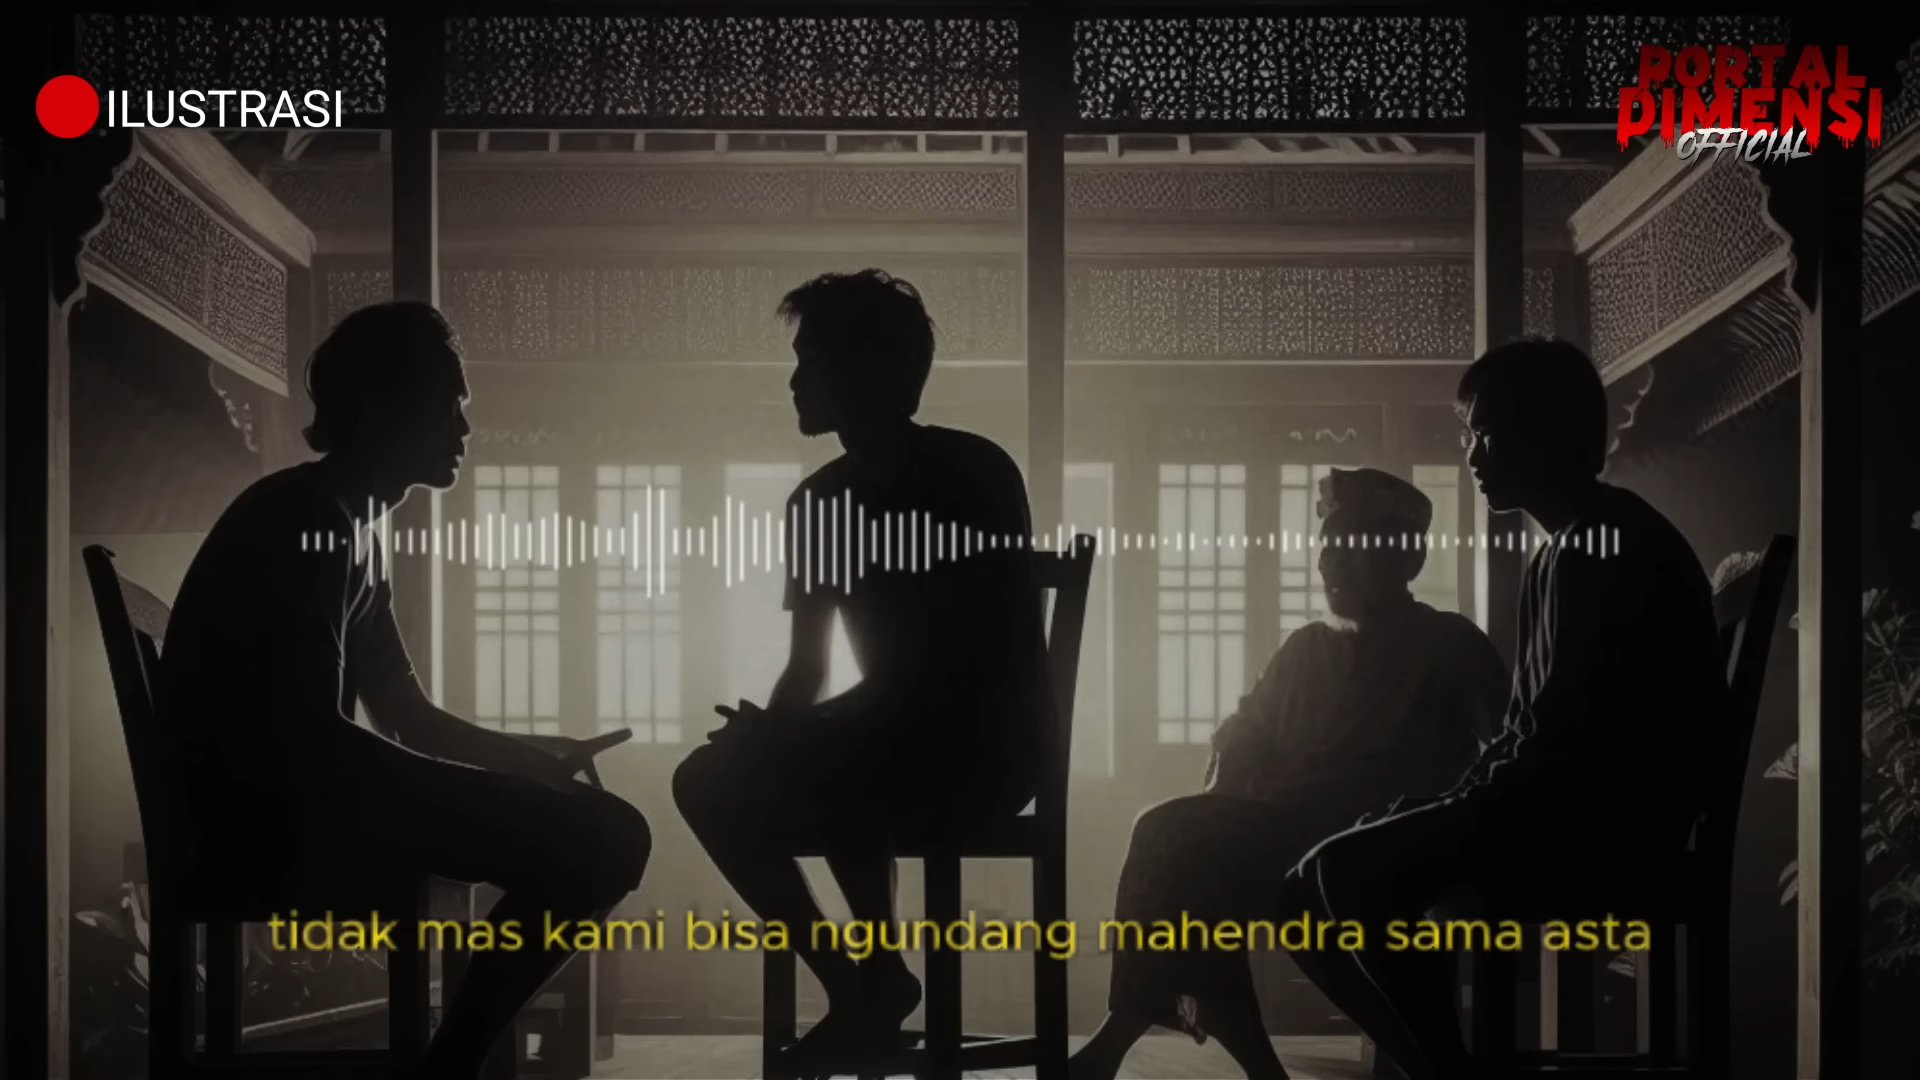 ILUSTRASI
PORTAL
DIMENSI
OFFICIAL
tidak mas kami bisa ngundang mahendra sama asta